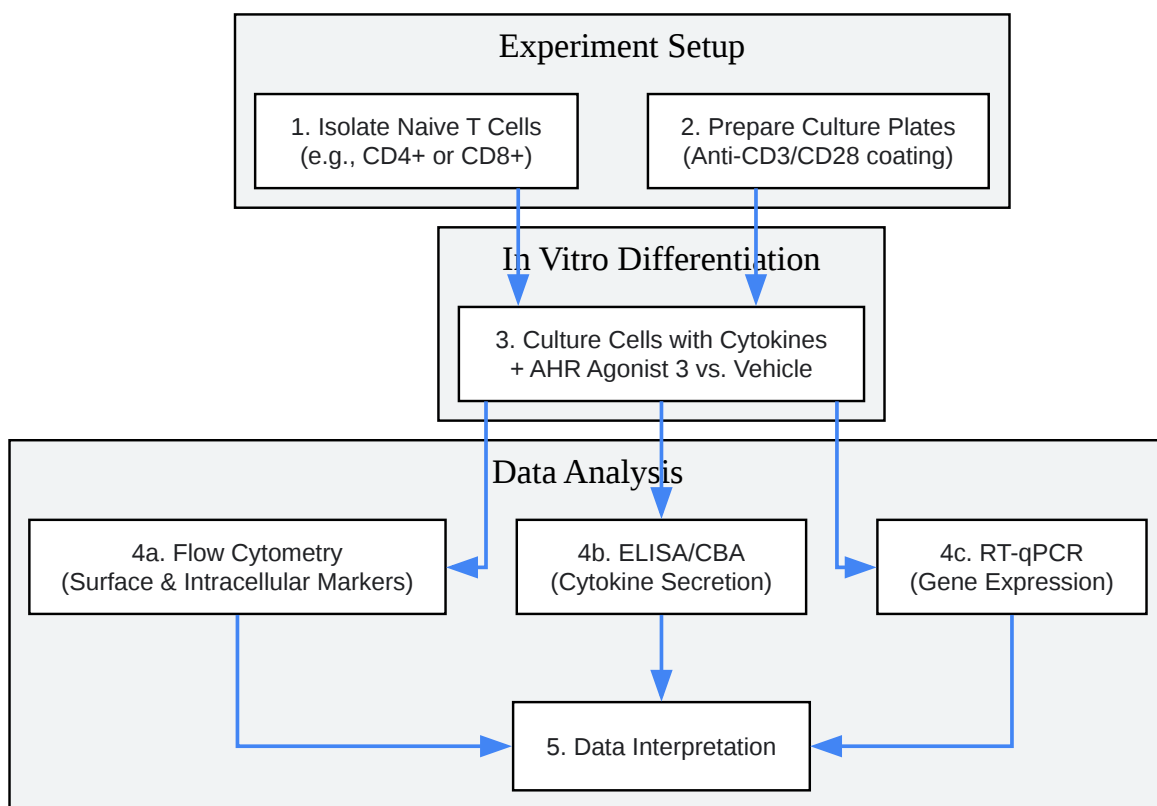 Experiment Setup
1. Isolate Naive T Cells
(e.g., CD4+ or CD8+)
2. Prepare Culture Plates
(Anti-CD3/CD28 coating)
In Vitro Differentiation
3. Culture Cells with Cytokines
+ AHR Agonist 3 vs. Vehicle
Data Analysis
4a. Flow Cytometry
(Surface & Intracellular Markers)
4b. ELISA/CBA
(Cytokine Secretion)
4c. RT-qPCR
(Gene Expression)
5. Data Interpretation